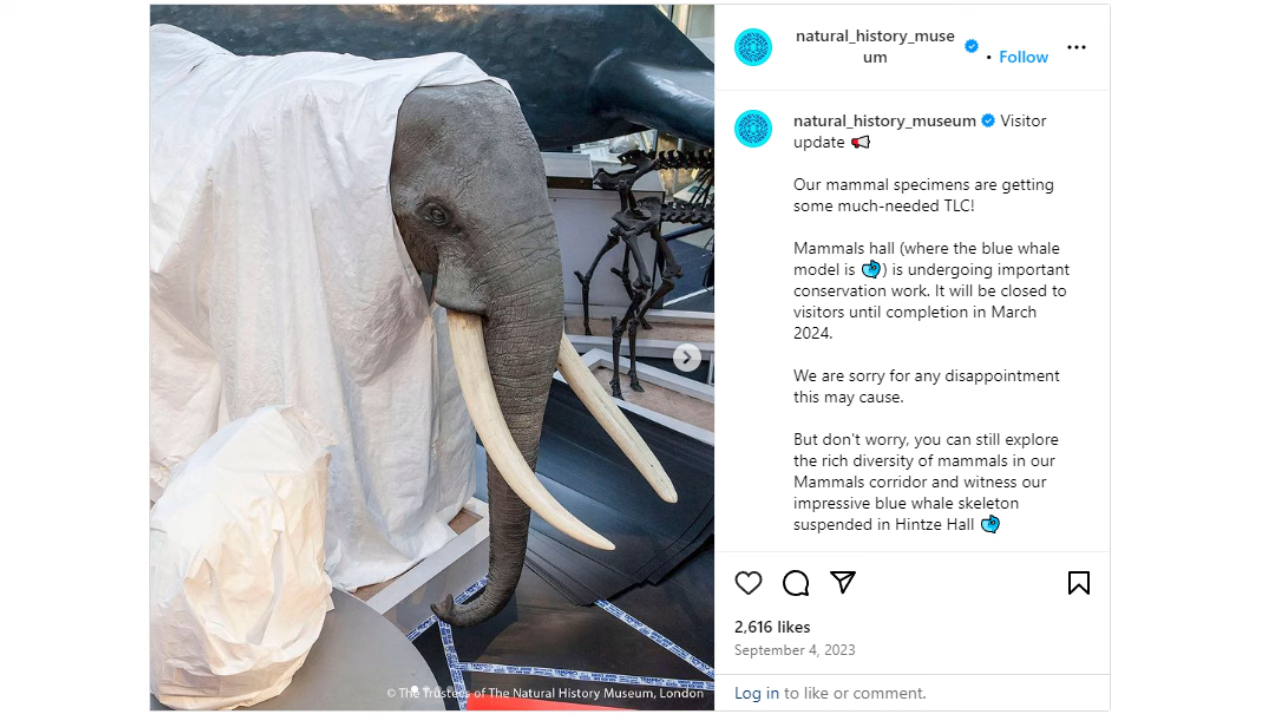 natural_history_muse
um
• Follow
natural_history_museum Visitor
update
Our mammal specimens are getting
some much-needed TLC!
Mammals hall (where the blue whale
model is 🐳) is undergoing important
conservation work. It will be closed to
visitors until completion in March
2024.
We are sorry for any disappointment
this may cause.
But don't worry, you can still explore
the rich diversity of mammals in our
Mammals corridor and witness our
impressive blue whale skeleton
suspended in Hintze Hall 🐳
2,616 likes
September 4, 2023
Log in to like or comment.
© The Trustees of The Natural History Museum, London